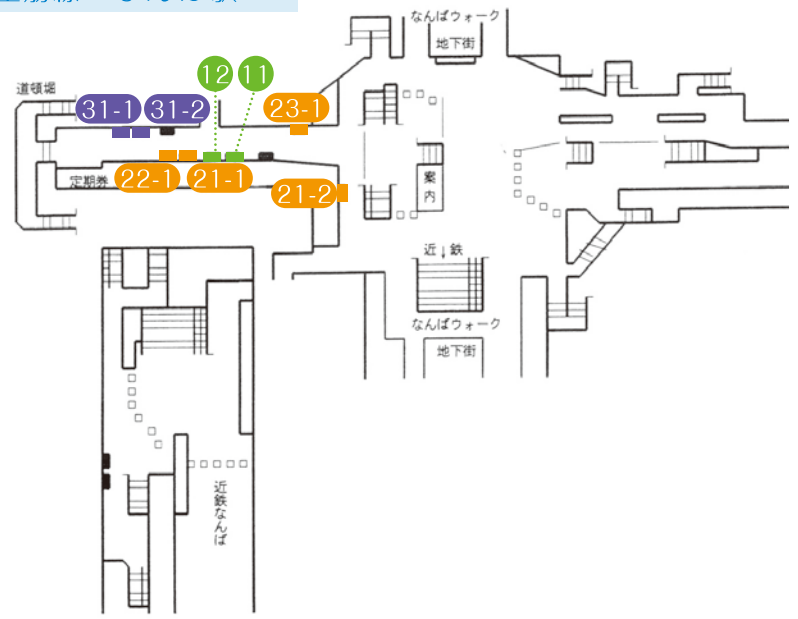 なんばウォーク
地下街
道頓堀
12
11
31-1
31-2
23-1
定期券
22-1
21-1
21-2
案内
近↓鉄
なんばウォーク
地下街
近鉄なんば